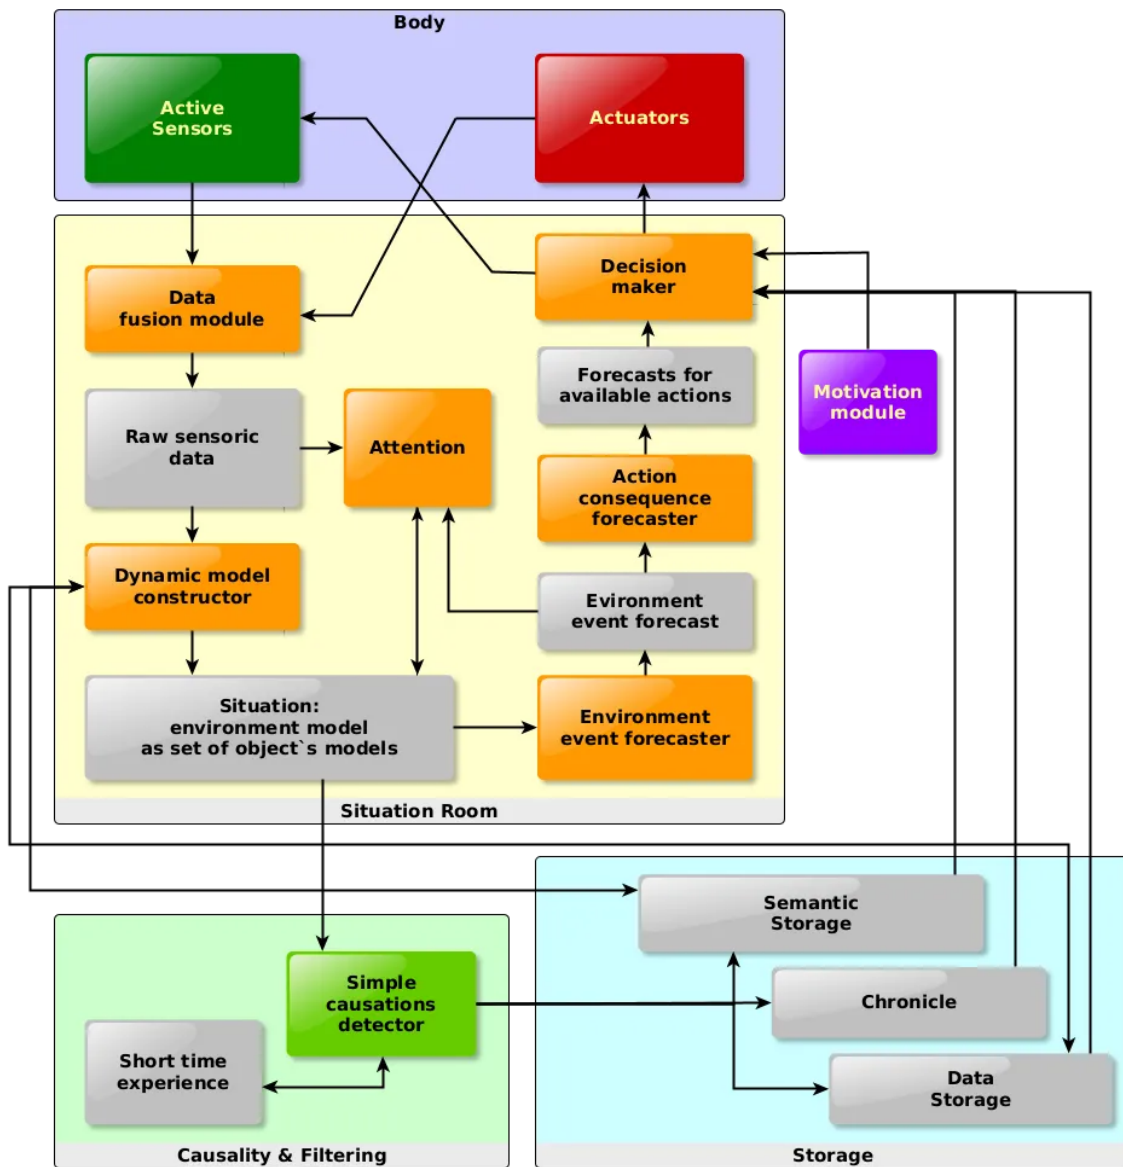 Body
Active
Sensors
Actuators
Decision
maker
Data
fusion module
Forecasts for
available actions
Motivation
module
Raw sensoric
data
Attention
Action
consequence
forecaster
Dynamic model
constructor
Evironment
event forecast
Situation:
environment model
as set of object`s models
Environment
event forecaster
Situation Room
Semantic
Storage
Simple
causations
detector
Chronicle
Short time
experience
Data
Storage
Causality & Filtering
Storage